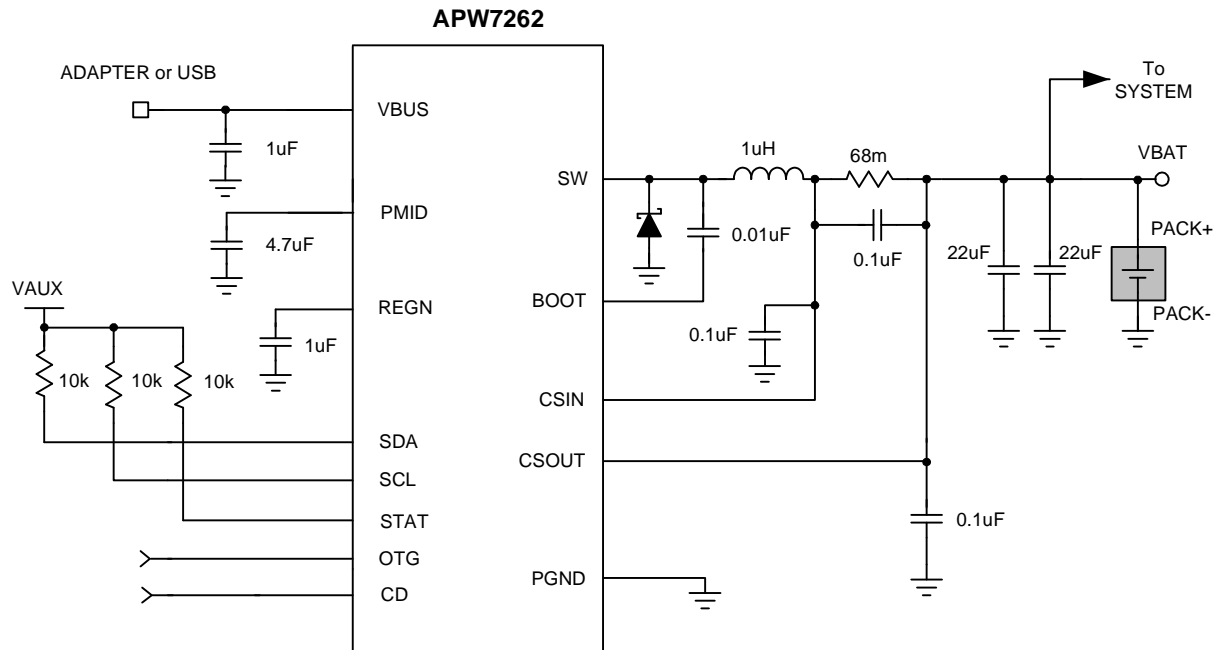 APW7262
ADAPTER or USB
VBUS
1uF
PMID
4.7uF
VAUX
REGN
1uF
10k
10k
10k
SDA
SCL
STAT
OTG
CD
SW
BOOT
CSIN
CSOUT
PGND
1uH
68m
0.01uF
0.1uF
0.1uF
0.1uF
22uF
22uF
To
SYSTEM
VBAT
PACK+
PACK-